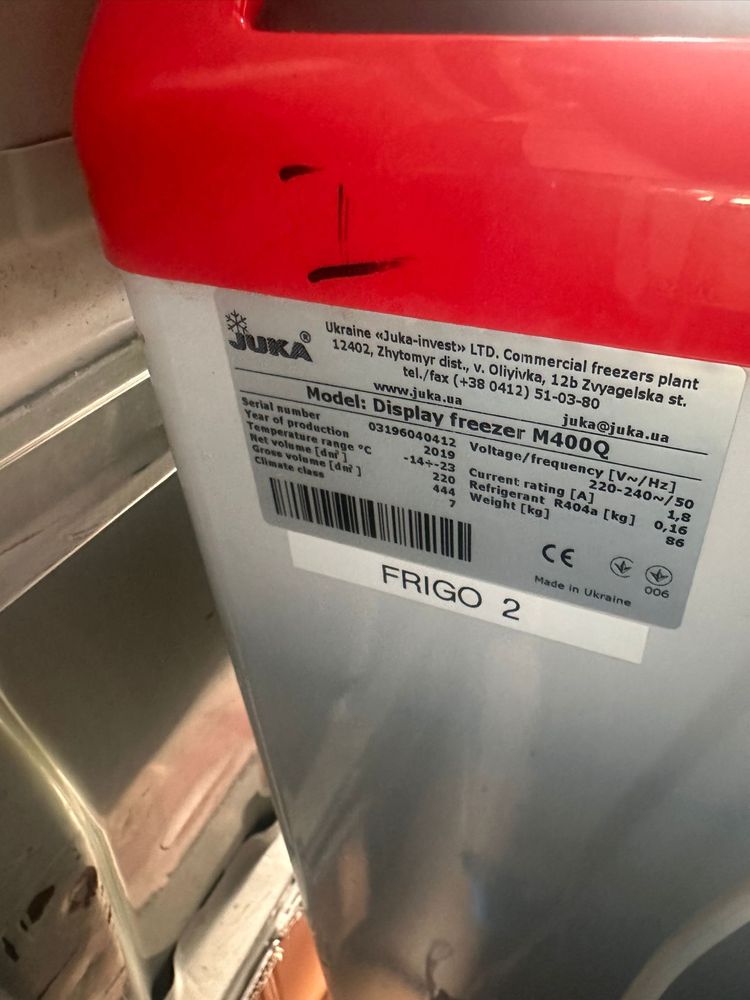 JUKA®
Ukraine «Juka-invest» LTD. Commercial freezers plant
12402, Zhytomyr dist., v. Oliyivka, 12b Zvyagelska st.
tel./fax (+38 0412) 51-03-80
www.juka.ua juka@juka.ua
Model: Display freezer M400Q
Serial number 03196040412
Year of production 2019
Temperature range °C -14÷-23
Net volume [dm³] 220
Gross volume [dm³] 444
Climate class 7
Voltage/frequency [V~/Hz]
220-240~/50
Current rating [A] 1,8
Refrigerant R404a [kg] 0,16
Weight [kg] 86
CE
006
Made in Ukraine
FRIGO 2